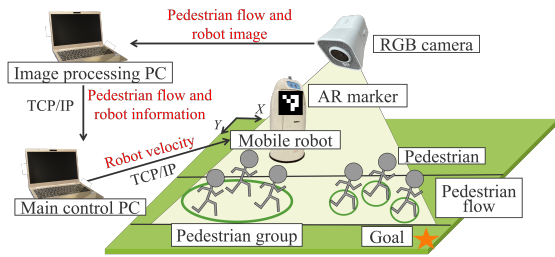 Pedestrian flow and
robot image
RGB camera
Image processing PC
AR marker
TCP/IP
Pedestrian flow and
robot information
X
Y
Mobile robot
Robot velocity
TCP/IP
Pedestrian
Main control PC
Pedestrian
flow
Pedestrian group
Goal